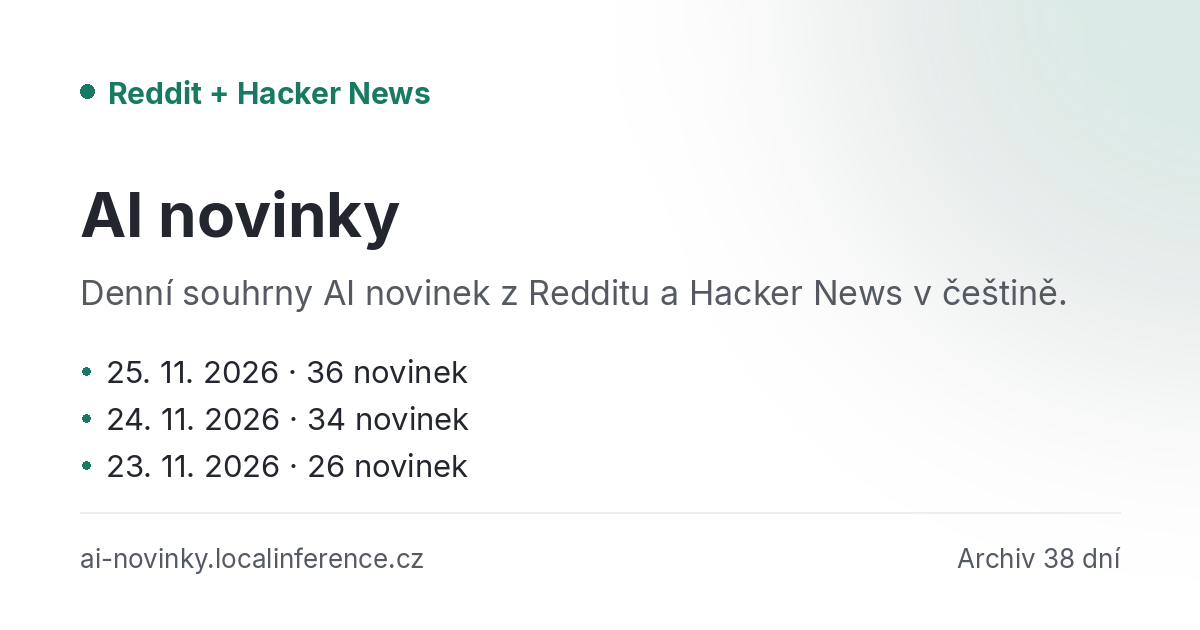 Reddit + Hacker News
AI novinky
Denní souhrny AI novinek z Redditu a Hacker News v češtině.
• 25. 11. 2026 · 36 novinek
• 24. 11. 2026 · 34 novinek
• 23. 11. 2026 · 26 novinek
ai-novinky.localinference.cz
Archiv 38 dní